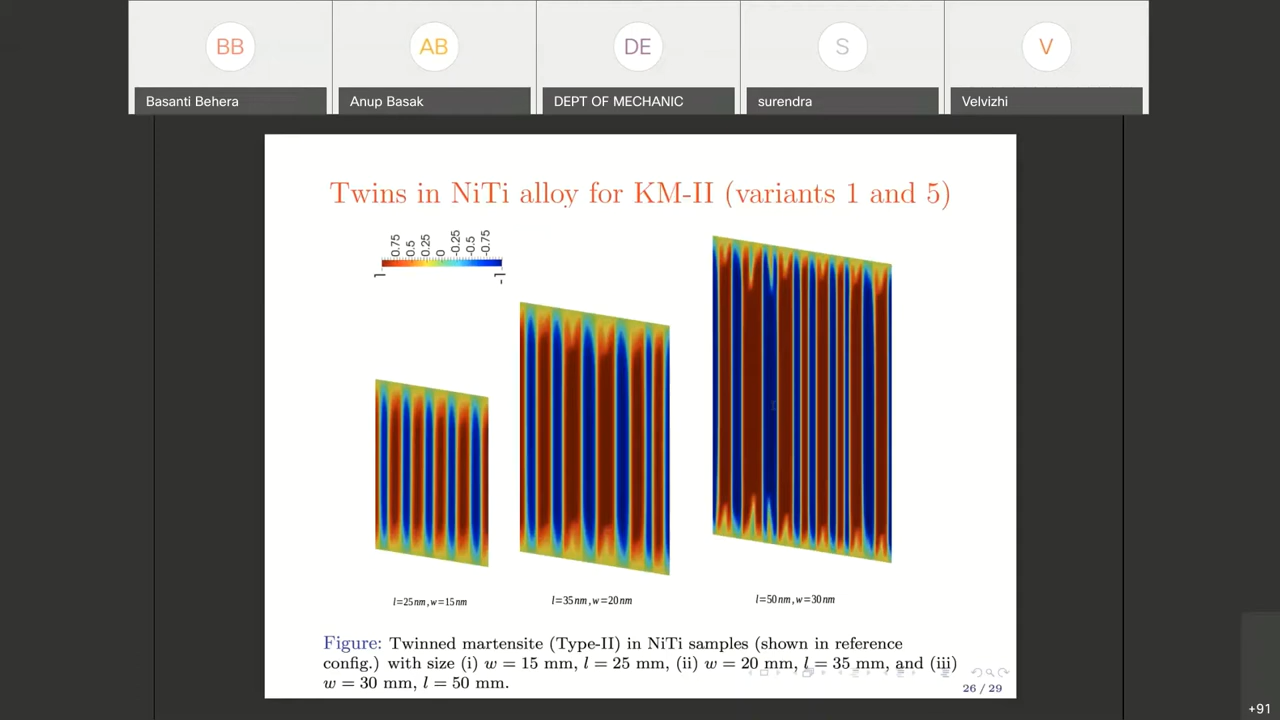 BB
AB
DE
S
V
Basanti Behera
Anup Basak
DEPT OF MECHANIC
surendra
Velvizhi
Twins in NiTi alloy for KM-II (variants 1 and 5)
1
0.75
0.5
0.25
0
-0.25
-0.5
-0.75
-1
l=25nm,w=15nm
l=35nm,w=20nm
l=50nm,w=30nm
Figure: Twinned martensite (Type-II) in NiTi samples (shown in reference
config.) with size (i) w = 15 mm, l = 25 mm, (ii) w = 20 mm, l = 35 mm, and (iii)
w = 30 mm, l = 50 mm.
26 / 29
+91